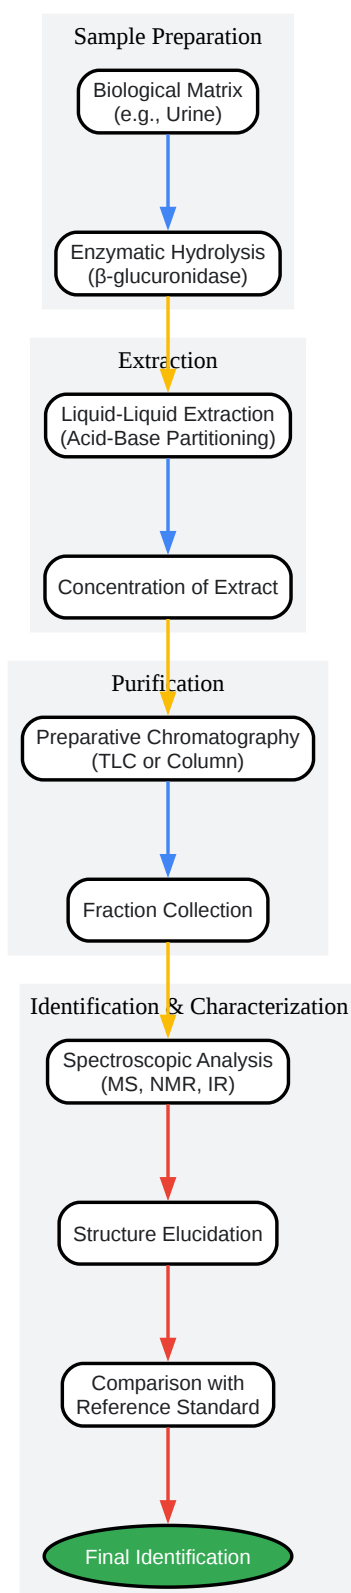 Sample Preparation
Biological Matrix
(e.g., Urine)
Enzymatic Hydrolysis
(β-glucuronidase)
Extraction
Liquid-Liquid Extraction
(Acid-Base Partitioning)
Concentration of Extract
Purification
Preparative Chromatography
(TLC or Column)
Fraction Collection
Identification & Characterization
Spectroscopic Analysis
(MS, NMR, IR)
Structure Elucidation
Comparison with
Reference Standard
Final Identification